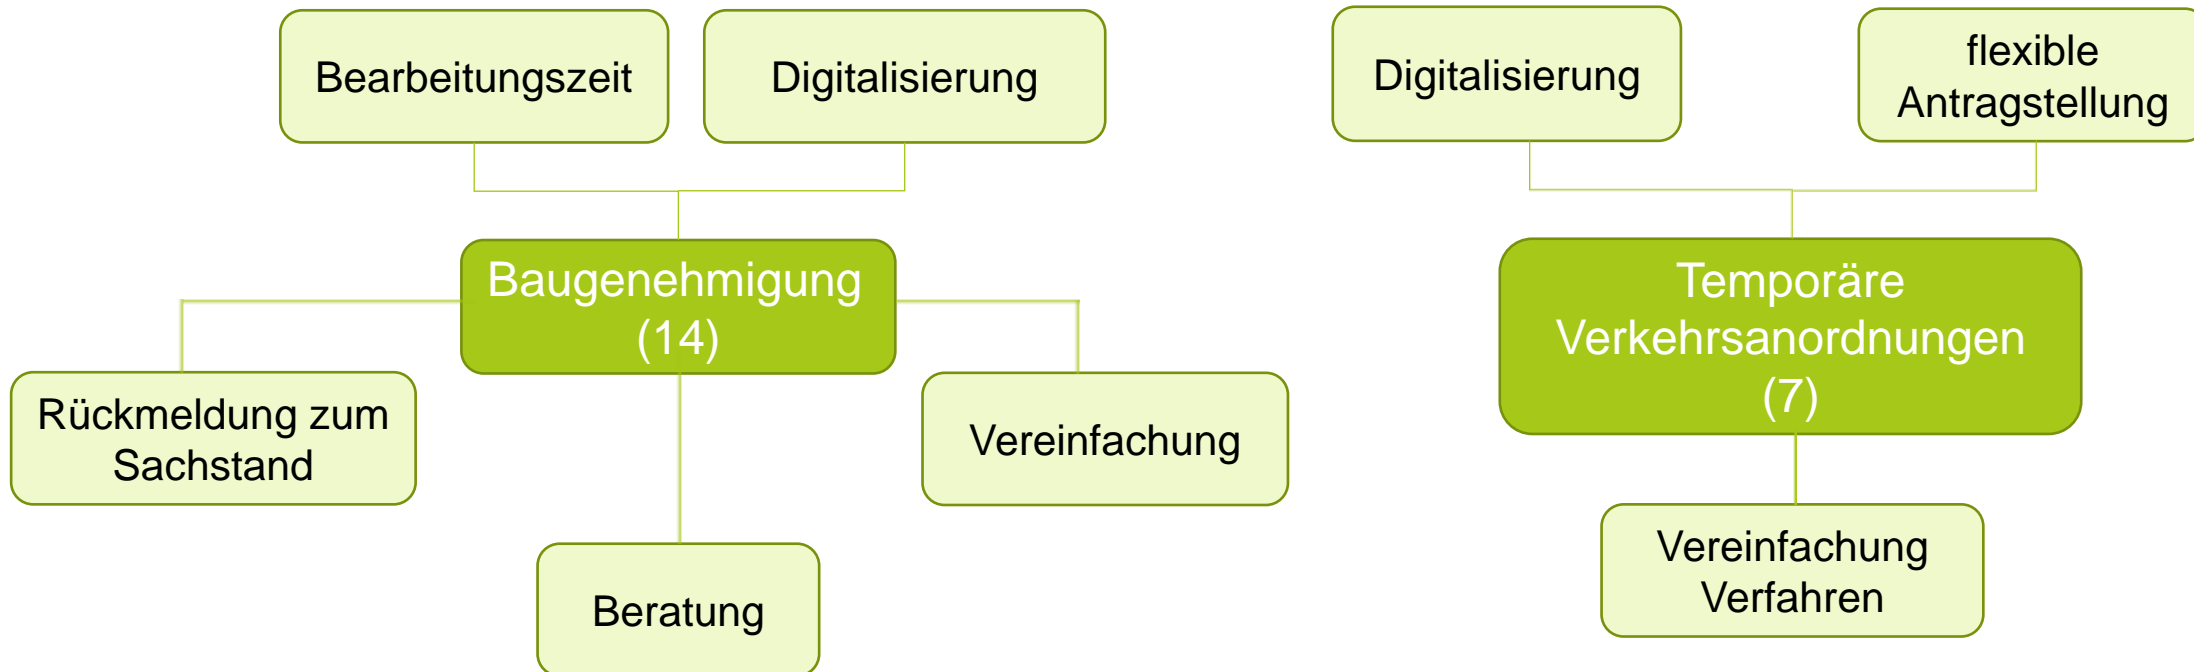 Bearbeitungszeit
Digitalisierung
Baugenehmigung
(14)
Rückmeldung zum
Sachstand
Vereinfachung
Beratung
Digitalisierung
flexible
Antragstellung
Temporäre
Verkehrsanordnungen
(7)
Vereinfachung
Verfahren